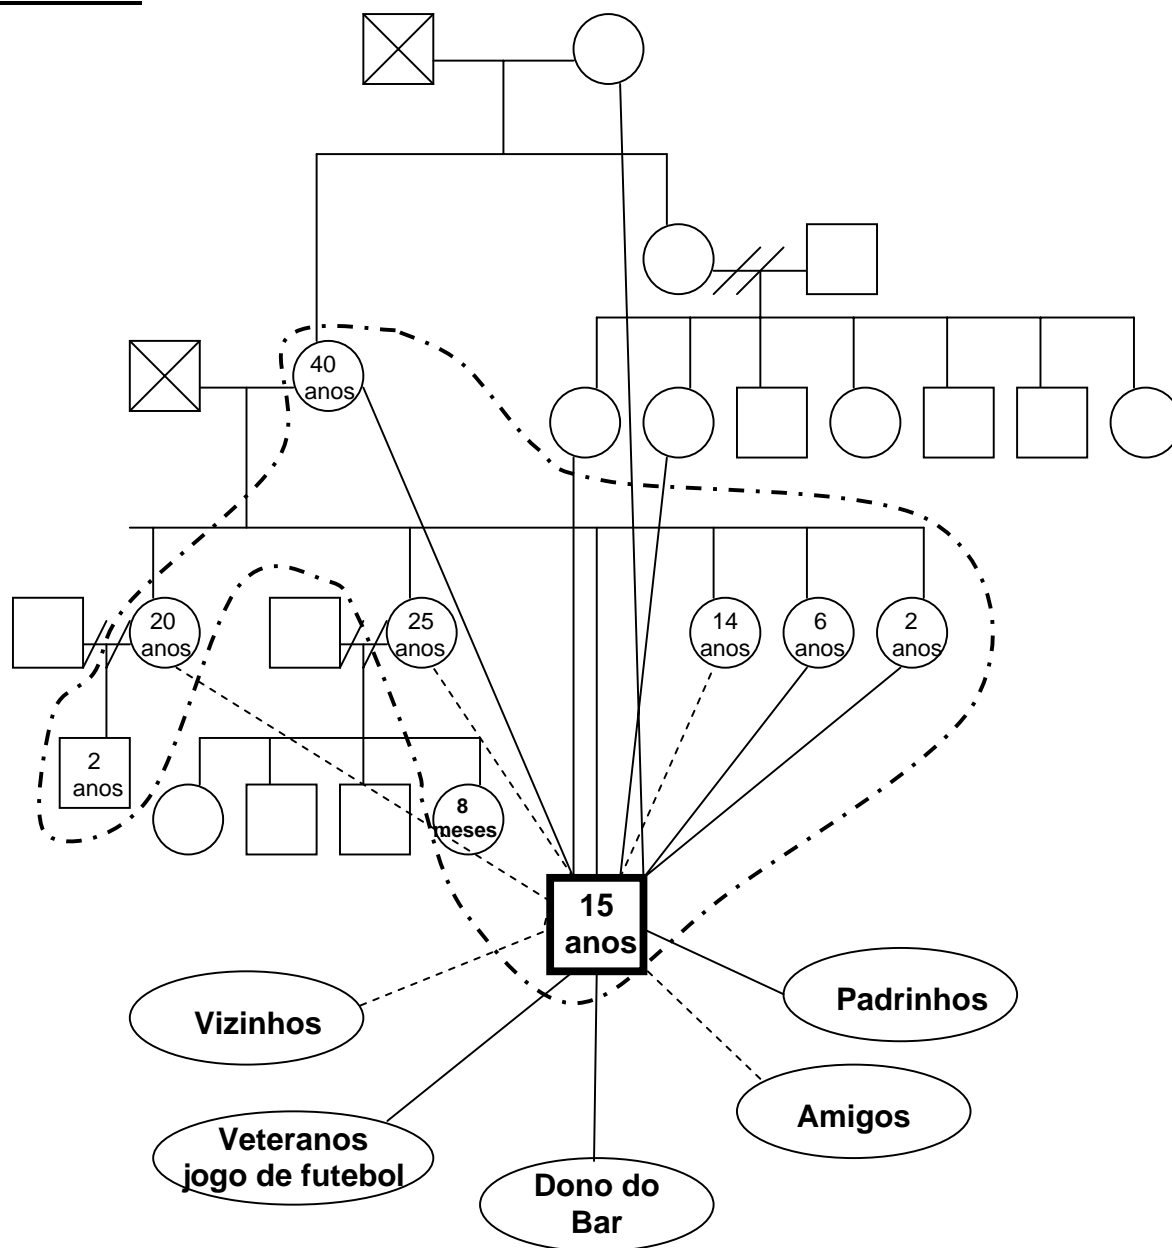 40
anos
20
anos
25
anos
14
anos
6
anos
2
anos
2
anos
8
meses
15
anos
Vizinhos
Padrinhos
Amigos
Veteranos
jogo de futebol
Dono do
Bar